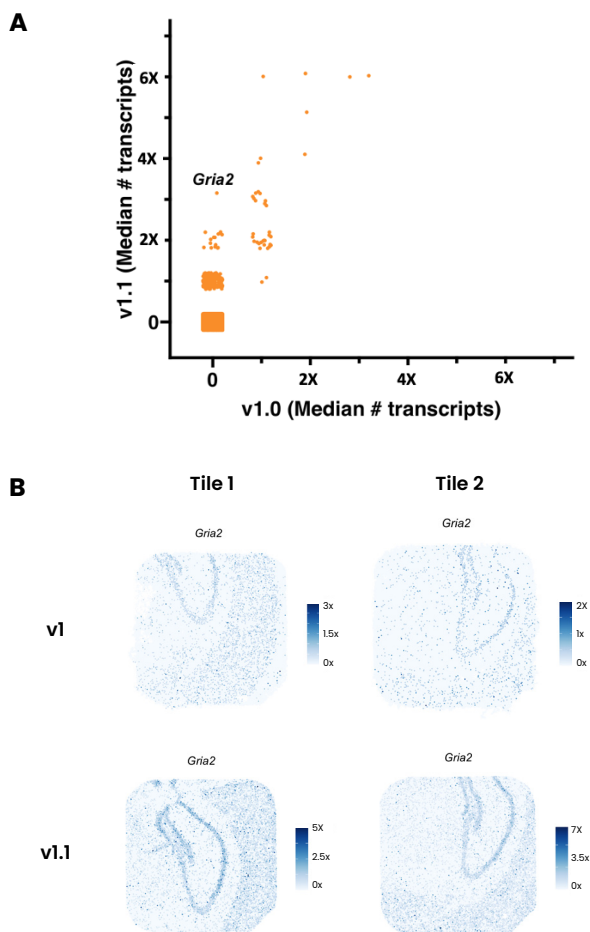 A
6X
4X
2X
0
Gria2
v1.1 (Median # transcripts)
0
2X
4X
6X
v1.0 (Median # transcripts)
B
Tile 1
Tile 2
v1
Gria2
3x
1.5x
0x
Gria2
2X
1x
0x
v1.1
Gria2
5X
2.5x
0x
Gria2
7X
3.5x
0x